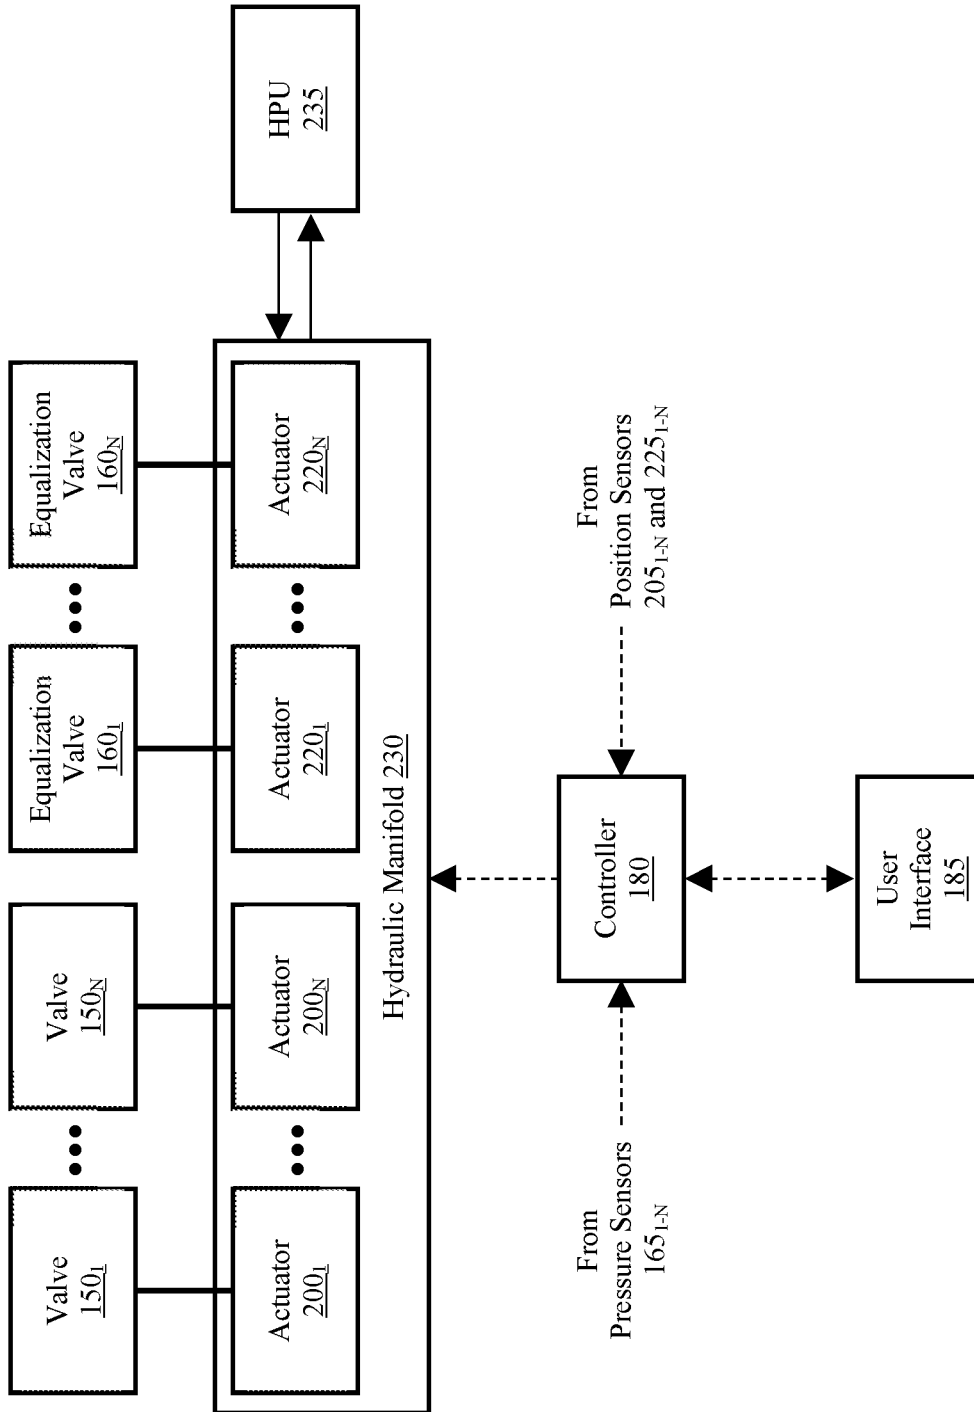 Valve
150₁
Valve
150N
Equalization
Valve
160₁
Equalization
Valve
160N
Actuator
200₁
Actuator
200N
Actuator
220₁
Actuator
220N
HPU
235
Hydraulic Manifold 230
From
Pressure Sensors
165₁₋N
Controller
180
From
Position Sensors
205₁₋N and 225₁₋N
User
Interface
185